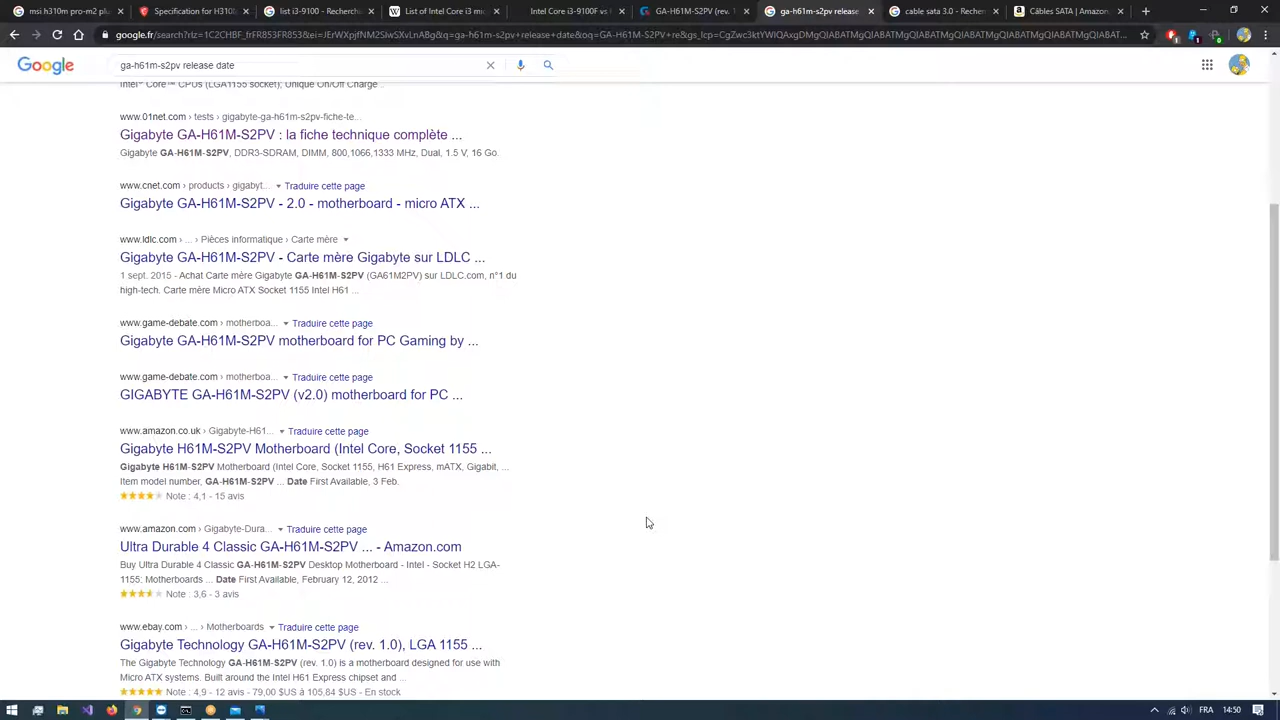 msi h310m pro-m2 plu
Specification for H310M
list i3-9100 - Recherch
List of Intel Core i3 mic
Intel Core i3-9100F vs I
GA-H61M-S2PV (rev. 1
ga-h61m-s2pv release
cable sata 3.0 - Recher
Câbles SATA | Amazon.
google.fr/search?rlz=1C2CHBF_frFR853FR853&ei=JErWXpfNM2SIwSXvLnABg&q=ga-h61m-s2pv+release+date&oq=GA-H61M-S2PV+re&gs_lcp=
Google
ga-h61m-s2pv release date
Intel® Core™ CPUs (LGA1155 socket); Unique On/Off Charge ..
www.01net.com › tests › gigabyte-ga-h61m-s2pv-fiche-te...
Gigabyte GA-H61M-S2PV : la fiche technique complète ...
Gigabyte GA-H61M-S2PV, DDR3-SDRAM, DIMM, 800,1066,1333 MHz, Dual, 1.5 V, 16 Go.
www.cnet.com › products › gigabyt... Traduire cette page
Gigabyte GA-H61M-S2PV - 2.0 - motherboard - micro ATX ...
www.ldlc.com › ... › Pièces informatique › Carte mère
Gigabyte GA-H61M-S2PV - Carte mère Gigabyte sur LDLC ...
1 sept. 2015 - Achat Carte mère Gigabyte GA-H61M-S2PV (GA61M2PV) sur LDLC.com, n°1 du
high-tech. Carte mère Micro ATX Socket 1155 Intel H61 ...
www.game-debate.com › motherboa... Traduire cette page
Gigabyte GA-H61M-S2PV motherboard for PC Gaming by ...
www.game-debate.com › motherboa... Traduire cette page
GIGABYTE GA-H61M-S2PV (v2.0) motherboard for PC ...
www.amazon.co.uk › Gigabyte-H61... Traduire cette page
Gigabyte H61M-S2PV Motherboard (Intel Core, Socket 1155 ...
Gigabyte H61M-S2PV Motherboard (Intel Core, Socket 1155, H61 Express, mATX, Gigabit, ...
Item model number, GA-H61M-S2PV ... Date First Available, 3 Feb.
Note : 4,1 - 15 avis
www.amazon.com › Gigabyte-Dura... Traduire cette page
Ultra Durable 4 Classic GA-H61M-S2PV ... - Amazon.com
Buy Ultra Durable 4 Classic GA-H61M-S2PV Desktop Motherboard - Intel - Socket H2 LGA-
1155: Motherboards ... Date First Available, February 12, 2012 ...
Note : 3,6 - 3 avis
www.ebay.com › ... › Motherboards Traduire cette page
Gigabyte Technology GA-H61M-S2PV (rev. 1.0), LGA 1155 ...
The Gigabyte Technology GA-H61M-S2PV (rev. 1.0) is a motherboard designed for use with
Micro ATX systems. Built around the Intel H61 Express chipset and ...
Note : 4,9 - 12 avis - 79,00 $US à 105,84 $US - En stock
FRA
14:50